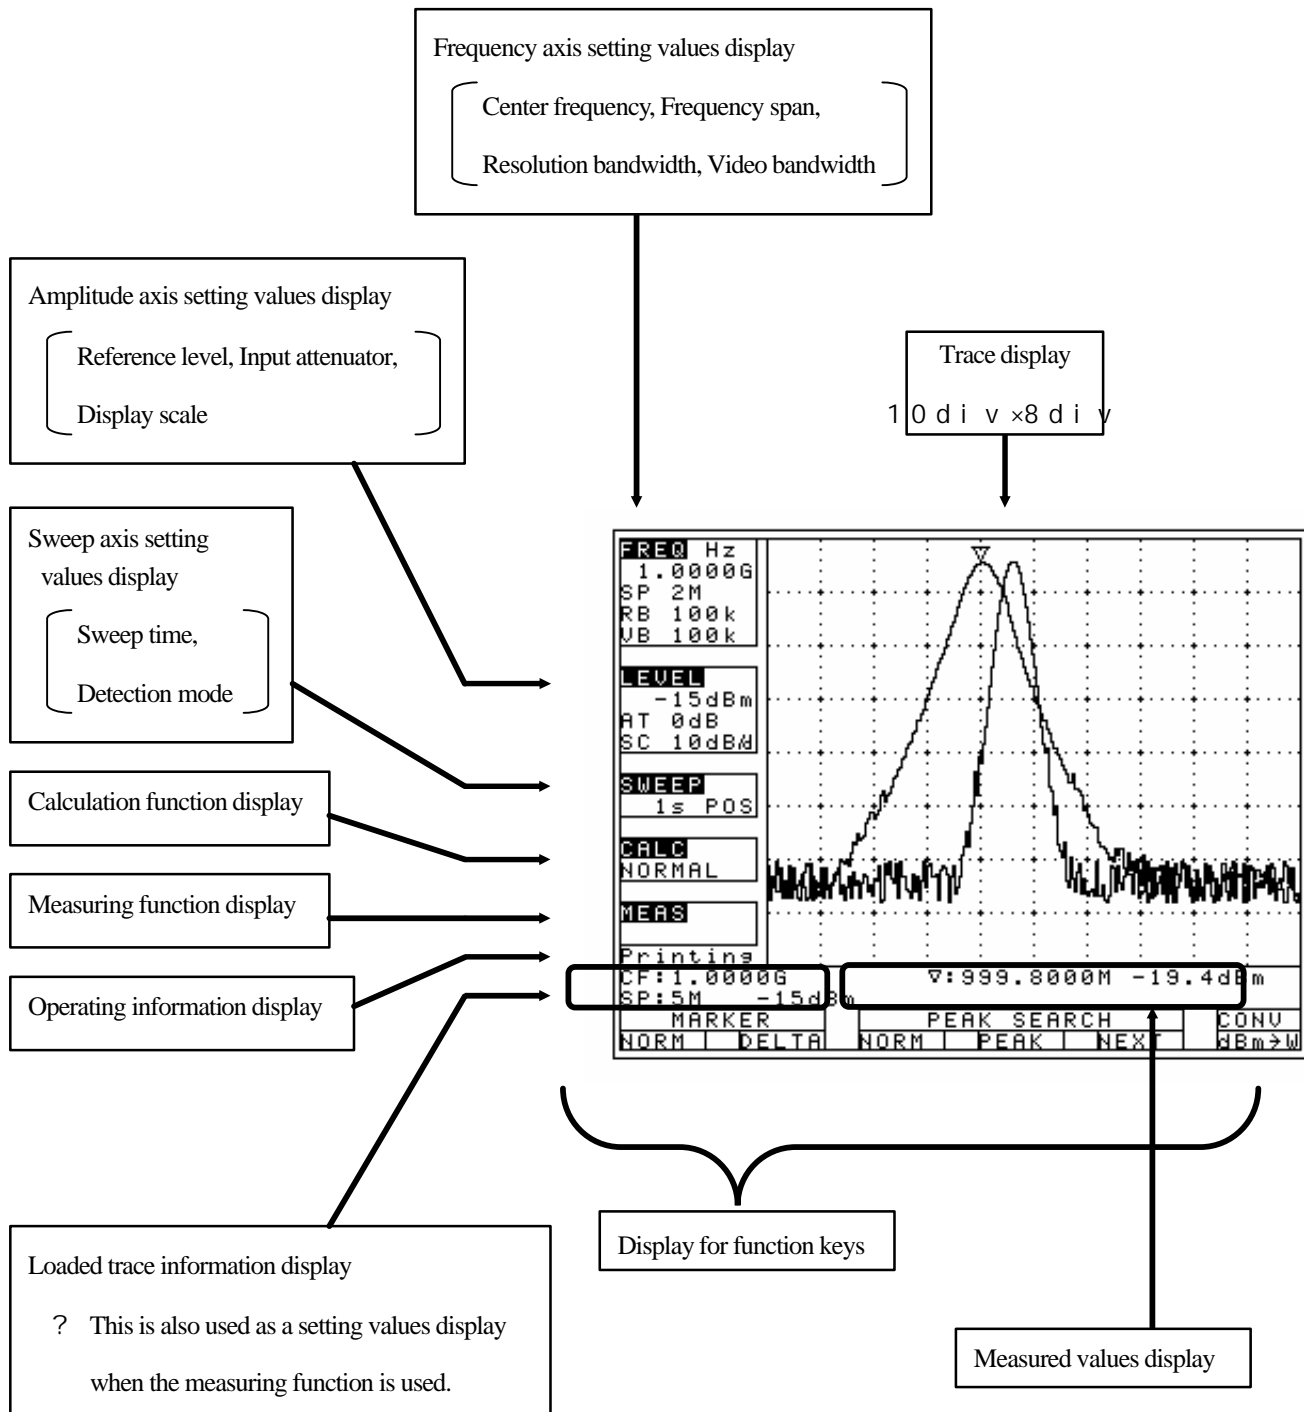 Frequency axis setting values display
Center frequency, Frequency span,
Resolution bandwidth, Video bandwidth
Amplitude axis setting values display
Reference level, Input attenuator,
Display scale
Trace display
10div×8div
Sweep axis setting
values display
Sweep time,
Detection mode
Calculation function display
Measuring function display
Operating information display
FREQ Hz
1.0000G
SP 2M
RB 100k
VB 100k
LEVEL
-15dBm
AT 0dB
SC 10dB/d
SWEEP
1s POS
CALC
NORMAL
MEAS
Printing
CF:1.0000G
SP:5M -15dBm
∇:999.8000M -19.4dBm
MARKER
PEAK SEARCH
CONV
NORM
DELTA
NORM
PEAK
NEXT
dBm→W
Display for function keys
Loaded trace information display
? This is also used as a setting values display
when the measuring function is used.
Measured values display